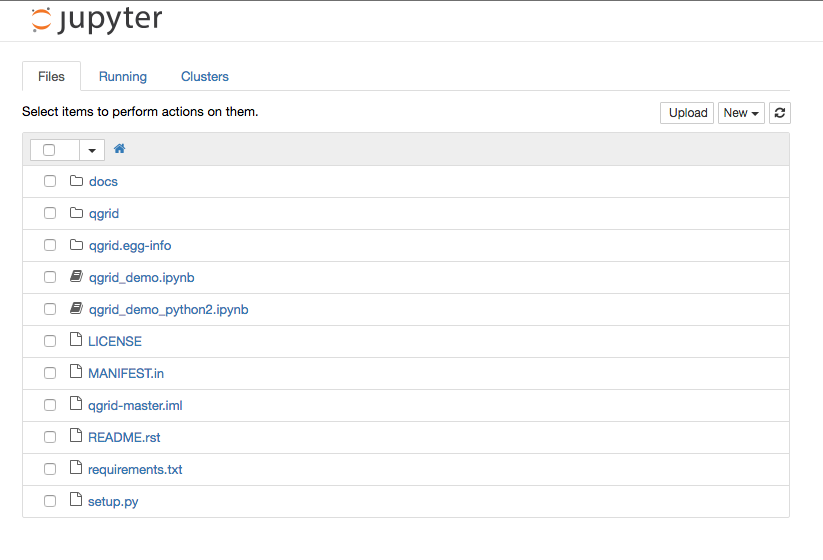 jupyter
Files Running Clusters
Select items to perform actions on them. Upload New
docs
qgrid
qgrid.egg-info
qgrid_demo.ipynb
qgrid_demo_python2.ipynb
LICENSE
MANIFEST.in
qgrid-master.iml
README.rst
requirements.txt
setup.py